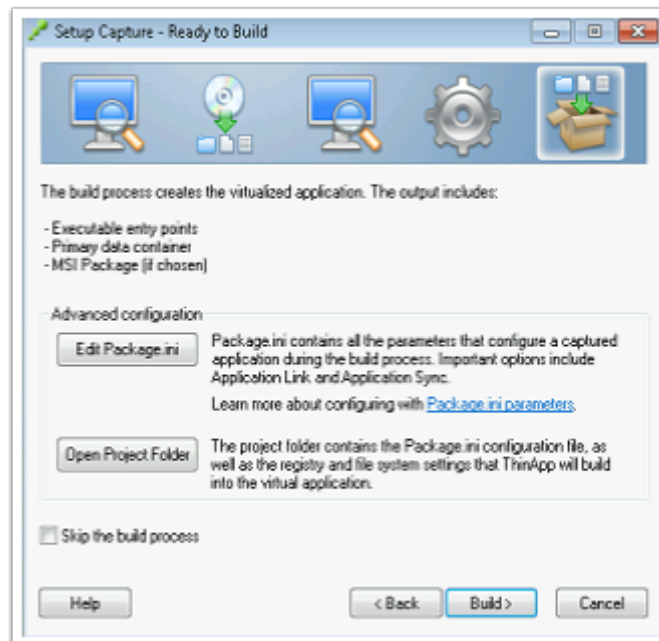 Setup Capture - Ready to Build
The build process creates the virtualized application. The output includes:
- Executable entry points
- Primary data container
- MSI Package (if chosen)
Advanced configuration
Edit Package.ini
Package.ini contains all the parameters that configure a captured
application during the build process. Important options include
Application Link and Application Sync.
Learn more about configuring with Package.ini parameters.
Open Project Folder
The project folder contains the Package.ini configuration file, as
well as the registry and file system settings that ThinApp will build
into the virtual application.
Skip the build process
Help
< Back
Build >
Cancel